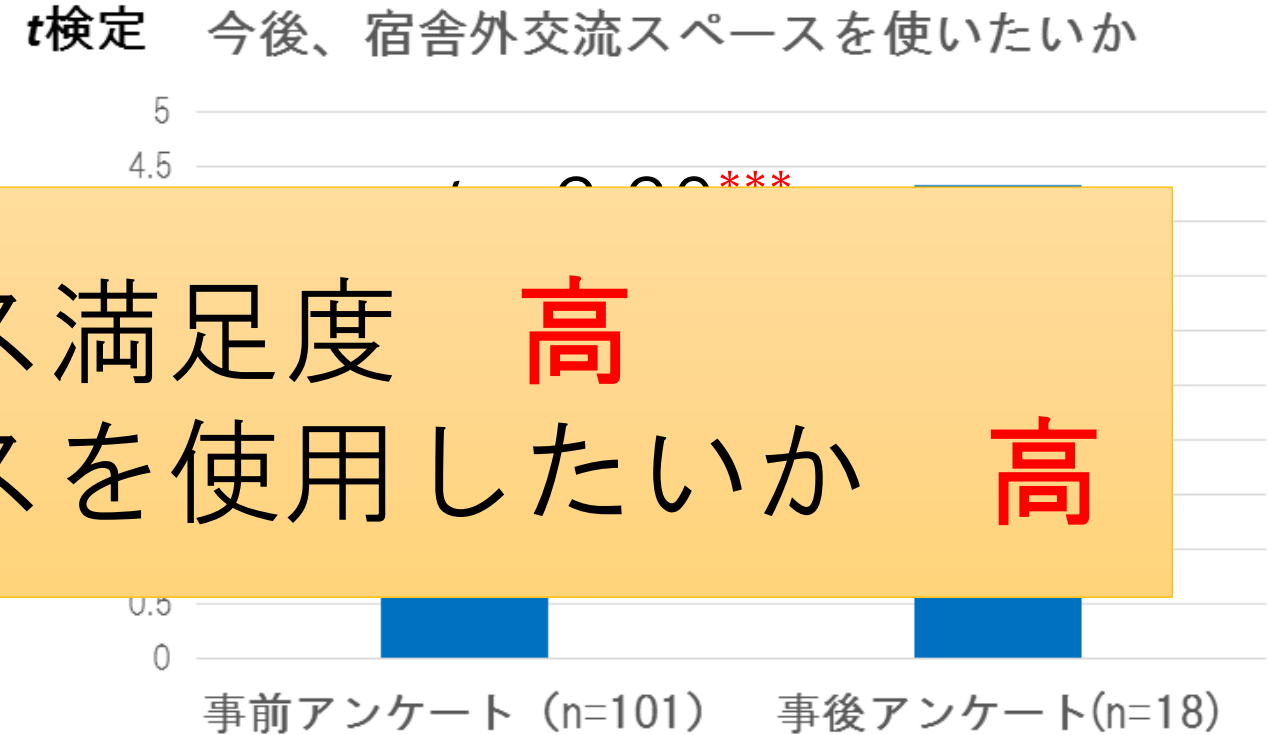 t検定 今後、宿舎外交流スペースを使いたいか
5
4.5
***
ス満足度 高
スを使用したいか 高
0.5
0
事前アンケート（n=101） 事後アンケート(n=18)